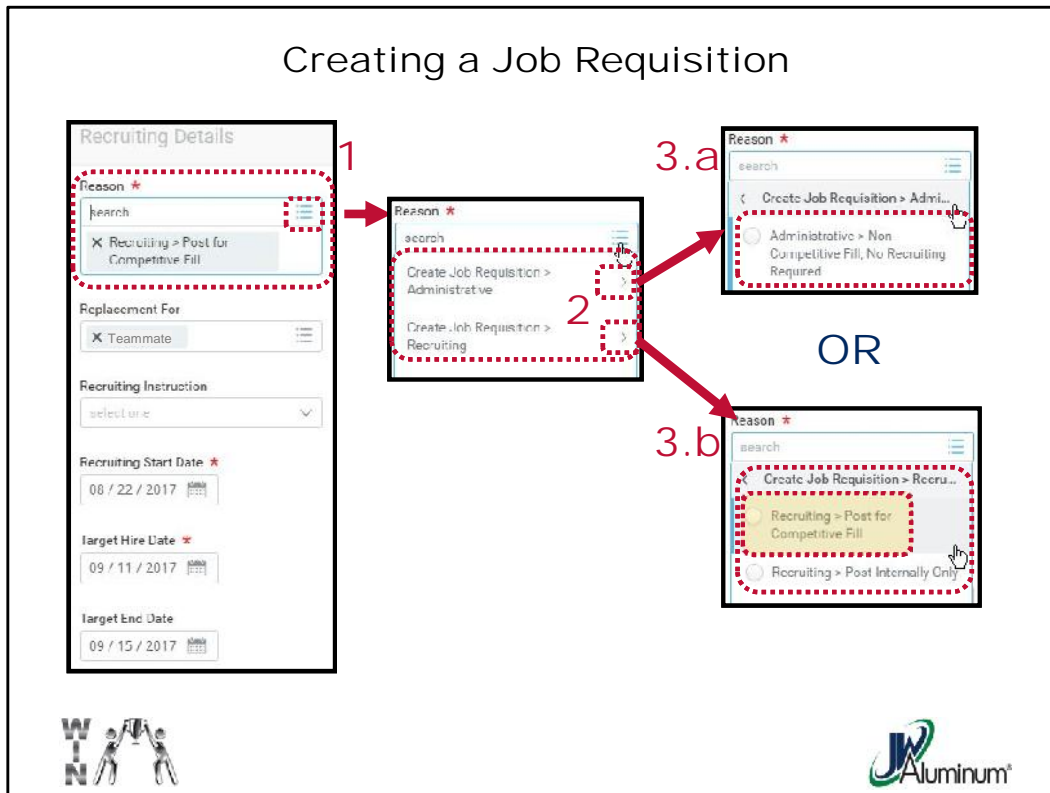 Creating a Job Requisition
Recruiting Details
Reason *
search
× Recruiting > Post for
Competitive Fill
Replacement For
× Teammate
Recruiting Instruction
select one
Recruiting Start Date *
08 / 22 / 2017
Target Hire Date *
09 / 11 / 2017
Target End Date
09 / 15 / 2017
1
Reason *
search
Create Job Requisition >
Administrative
>
2
Create Job Requisition >
Recruiting
>
3.a
Reason *
search
< Create Job Requisition > Admi...
Administrative > Non
Competitive Fill, No Recruiting
Required
OR
3.b
Reason *
search
< Create Job Requisition > Recru...
Recruiting > Post for
Competitive Fill
Recruiting > Post Internally Only
WIN
JW
Aluminum®